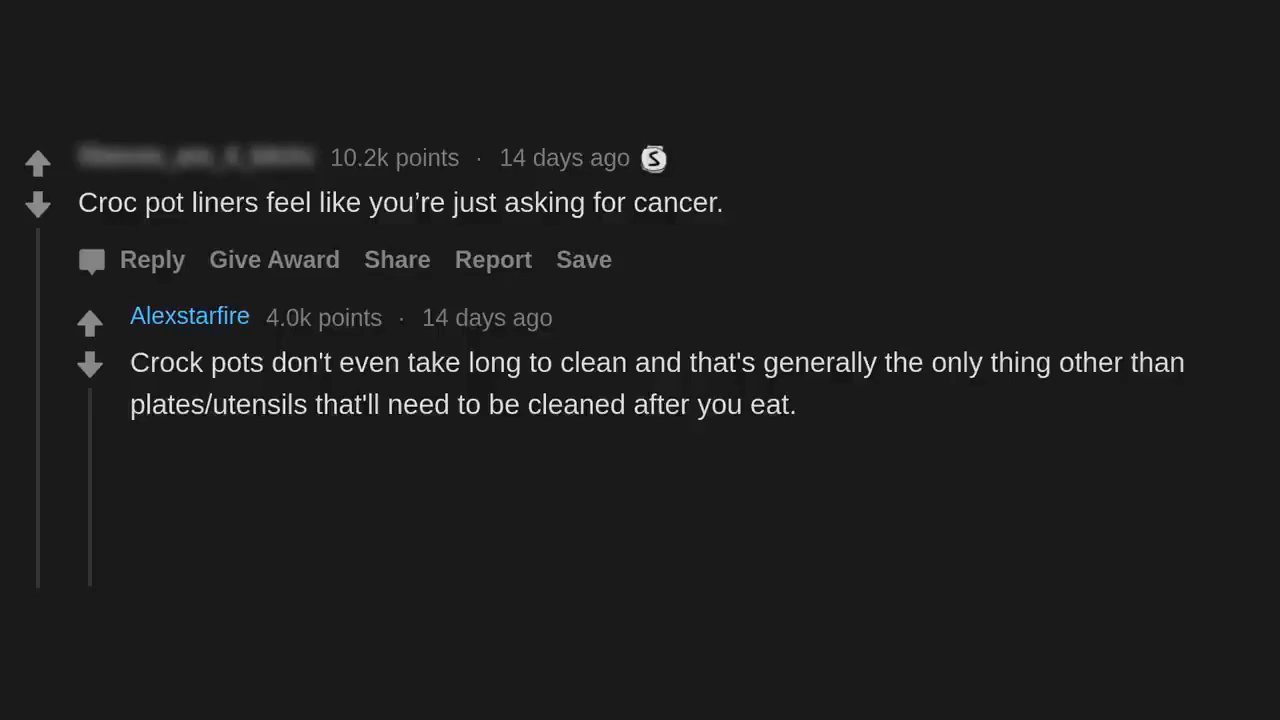 10.2k points · 14 days ago S
Croc pot liners feel like you’re just asking for cancer.
Reply Give Award Share Report Save
Alexstarfire 4.0k points · 14 days ago
Crock pots don't even take long to clean and that's generally the only thing other than
plates/utensils that'll need to be cleaned after you eat.